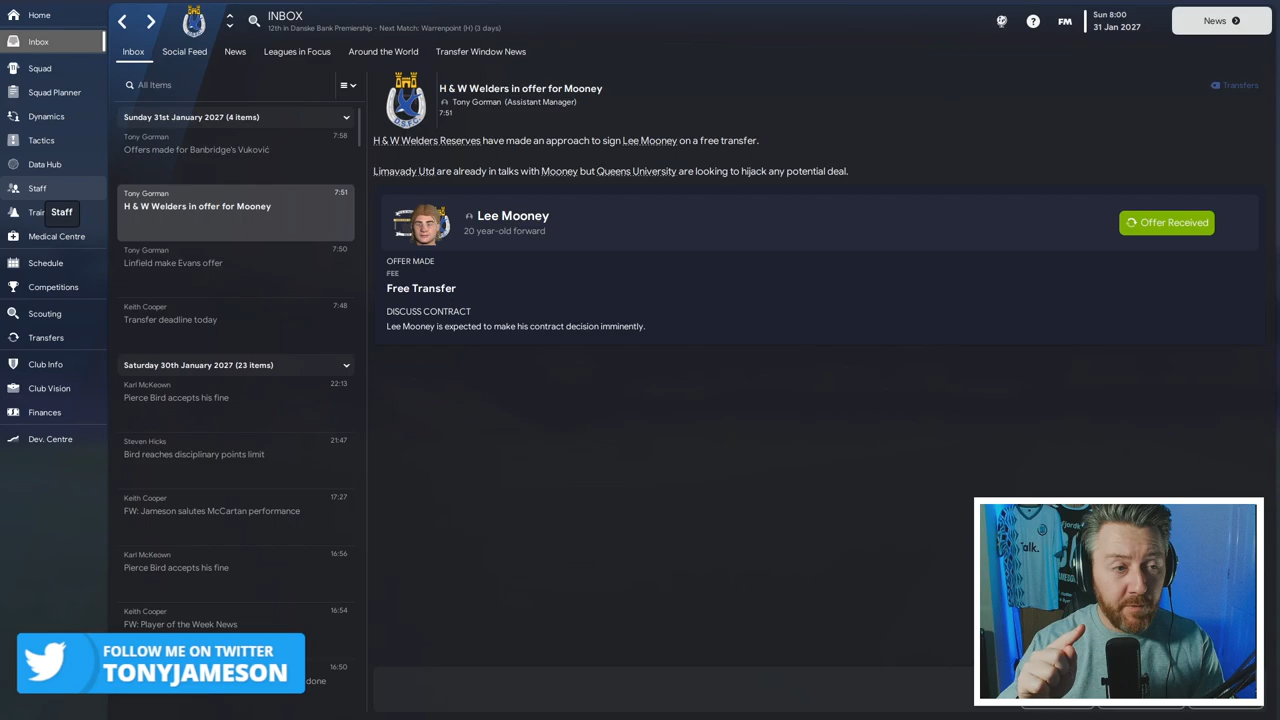 Home
Inbox
Squad
Squad Planner
Dynamics
Tactics
Data Hub
Staff
Staff
Medical Centre
Schedule
Competitions
Scouting
Transfers
Club Info
Club Vision
Finances
Dev. Centre
INBOX
12th in Danske Bank Premiership - Next Match: Warrenpoint (H) (3 days)
FM
Sun 8:00
31 Jan 2027
News
Inbox
Social Feed
News
Leagues in Focus
Around the World
Transfer Window News
All Items
Sunday 31st January 2027 (4 items)
Tony Gorman
7:58
Offers made for Banbridge's Vuković
Tony Gorman
7:51
H & W Welders in offer for Mooney
Tony Gorman
7:50
Linfield make Evans offer
Keith Cooper
7:48
Transfer deadline today
Saturday 30th January 2027 (23 items)
Karl McKeown
22:13
Pierce Bird accepts his fine
Steven Hicks
21:47
Bird reaches disciplinary points limit
Keith Cooper
17:27
FW: Jameson salutes McCartan performance
Karl McKeown
16:56
Pierce Bird accepts his fine
Keith Cooper
16:54
FW: Player of the Week News
16:50
done
H & W Welders in offer for Mooney
Tony Gorman (Assistant Manager)
7:51
Transfers
H & W Welders Reserves have made an approach to sign Lee Mooney on a free transfer.
Limavady Utd are already in talks with Mooney but Queens University are looking to hijack any potential deal.
Lee Mooney
20 year-old forward
Offer Received
OFFER MADE
FEE
Free Transfer
DISCUSS CONTRACT
Lee Mooney is expected to make his contract decision imminently.
FOLLOW ME ON TWITTER
TONYJAMESON
Talk.